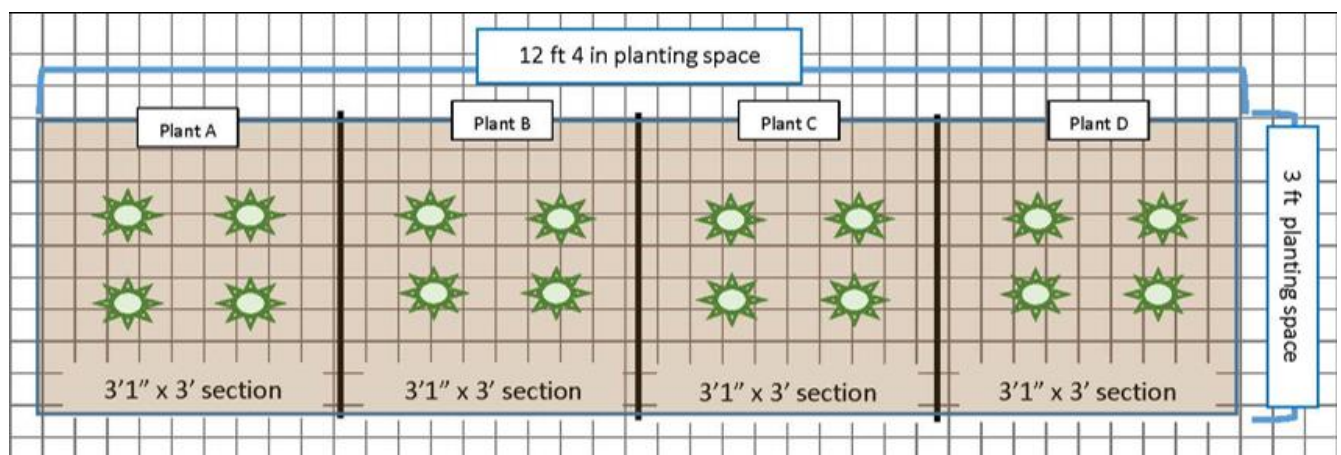 12 ft 4 in planting space
Plant A
Plant B
Plant C
Plant D
3 ft planting space
3’1” x 3’ section
3’1” x 3’ section
3’1” x 3’ section
3’1” x 3’ section